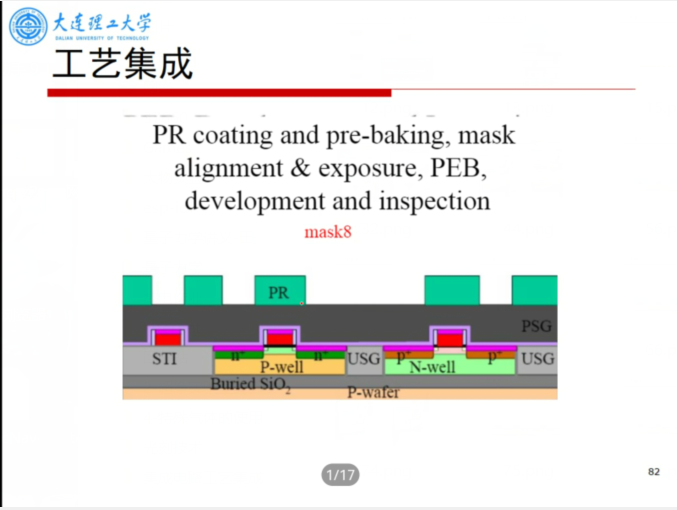 大连理工大学
DALIAN UNIVERSITY OF TECHNOLOGY
工艺集成
PR coating and pre-baking, mask
alignment & exposure, PEB,
development and inspection
mask8
PR
PSG
STI
n⁺
n⁺
USG
p⁺
p⁺
USG
P-well
N-well
Buried SiO₂
P-wafer
1/17
82